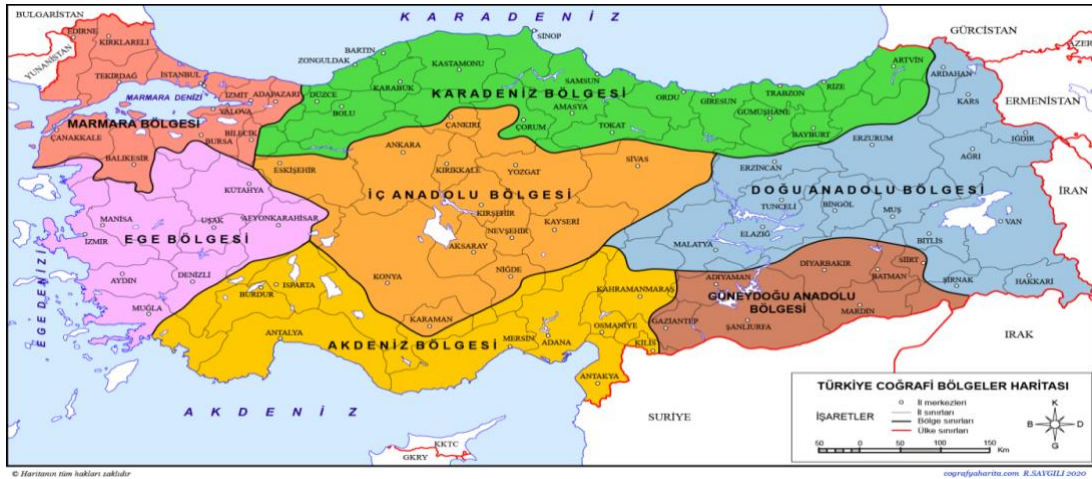 BULGARİSTAN
KARADENİZ
GÜRCİSTAN
AZER
YUNANİSTAN
EDİRNE
KIRKLARELİ
TEKİRDAĞ
İSTANBUL
MARMARA DENİZİ
İZMİT
ADAPAZARI
YALOVA
MARMARA BÖLGESİ
ÇANAKKALE
BURSA
BİLECİK
BALIKESİR
SİNOP
BARTIN
ZONGULDAK
KASTAMONU
KARABÜK
DÜZCE
BOLU
KARADENİZ BÖLGESİ
SAMSUN
ORDU
GİRESUN
TRABZON
RİZE
ARTVİN
AMASYA
ÇORUM
TOKAT
GÜMÜŞHANE
BAYBURT
ARDAHAN
KARS
ERMENİSTAN
IĞDIR
AĞRI
ERZURUM
ERZİNCAN
DOĞU ANADOLU BÖLGESİ
TUNCELİ
BİNGÖL
MUŞ
VAN
BİTLİS
ELAZIĞ
MALATYA
HAKKARİ
ŞIRNAK
İRAN
ÇANKIRI
ANKARA
ESKİŞEHİR
KIRIKKALE
YOZGAT
SİVAS
İÇ ANADOLU BÖLGESİ
KIRŞEHİR
NEVŞEHİR
KAYSERİ
AKSARAY
NİĞDE
KONYA
KARAMAN
KÜTAHYA
MANİSA
UŞAK
AFYONKARAHİSAR
İZMİR
EGE BÖLGESİ
AYDIN
DENİZLİ
MUĞLA
EGE DENİZİ
ISPARTA
BURDUR
ANTALYA
AKDENİZ BÖLGESİ
MERSİN
ADANA
OSMANİYE
KAHRAMANMARAŞ
KİLİS
ANTAKYA
ADIYAMAN
DİYARBAKIR
BATMAN
SİİRT
MARDİN
GÜNEYDOĞU ANADOLU
BÖLGESİ
GAZİANTEP
ŞANLIURFA
IRAK
SURİYE
AKDENİZ
KKTC
GKRY
TÜRKİYE COĞRAFİ BÖLGELER HARİTASI
İŞARETLER
İl merkezleri
İl sınırları
Bölge sınırları
Ülke sınırları
50 0 50 100 150
Km
K
B D
G
© Haritanın tüm hakları saklıdır
cografyaharita.com R.SAYGILI 2020